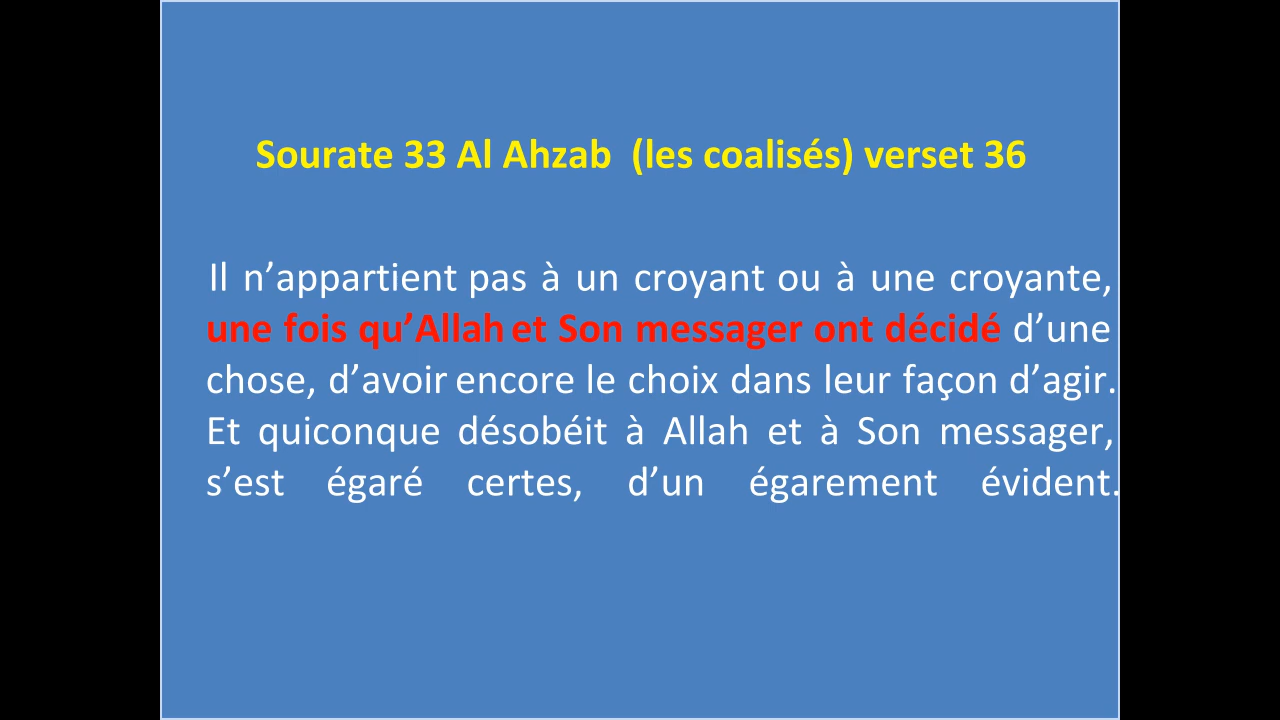 Sourate 33 Al Ahzab (les coalisés) verset 36
Il n’appartient pas à un croyant ou à une croyante,
une fois qu’Allah et Son messager ont décidé d’une
chose, d’avoir encore le choix dans leur façon d’agir.
Et quiconque désobéit à Allah et à Son messager,
s’est égaré certes, d’un égarement évident.